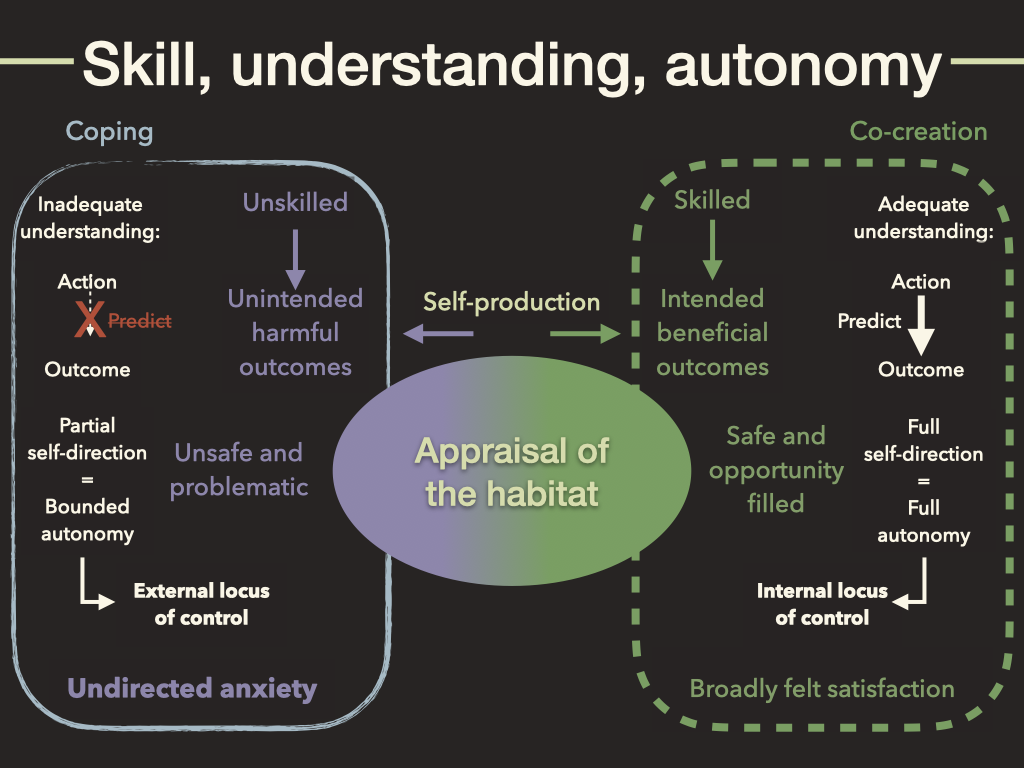 Skill, understanding, autonomy
Coping
Inadequate
understanding:
Action
X
Predict
Outcome
Partial
self-direction
=
Bounded
autonomy
Unskilled
Unintended
harmful
outcomes
Unsafe and
problematic
External locus
of control
Undirected anxiety
Self-production
Appraisal of
the habitat
Co-creation
Skilled
Intended
beneficial
outcomes
Safe and
opportunity
filled
Adequate
understanding:
Action
Predict
Outcome
Full
self-direction
=
Full
autonomy
Internal locus
of control
Broadly felt satisfaction